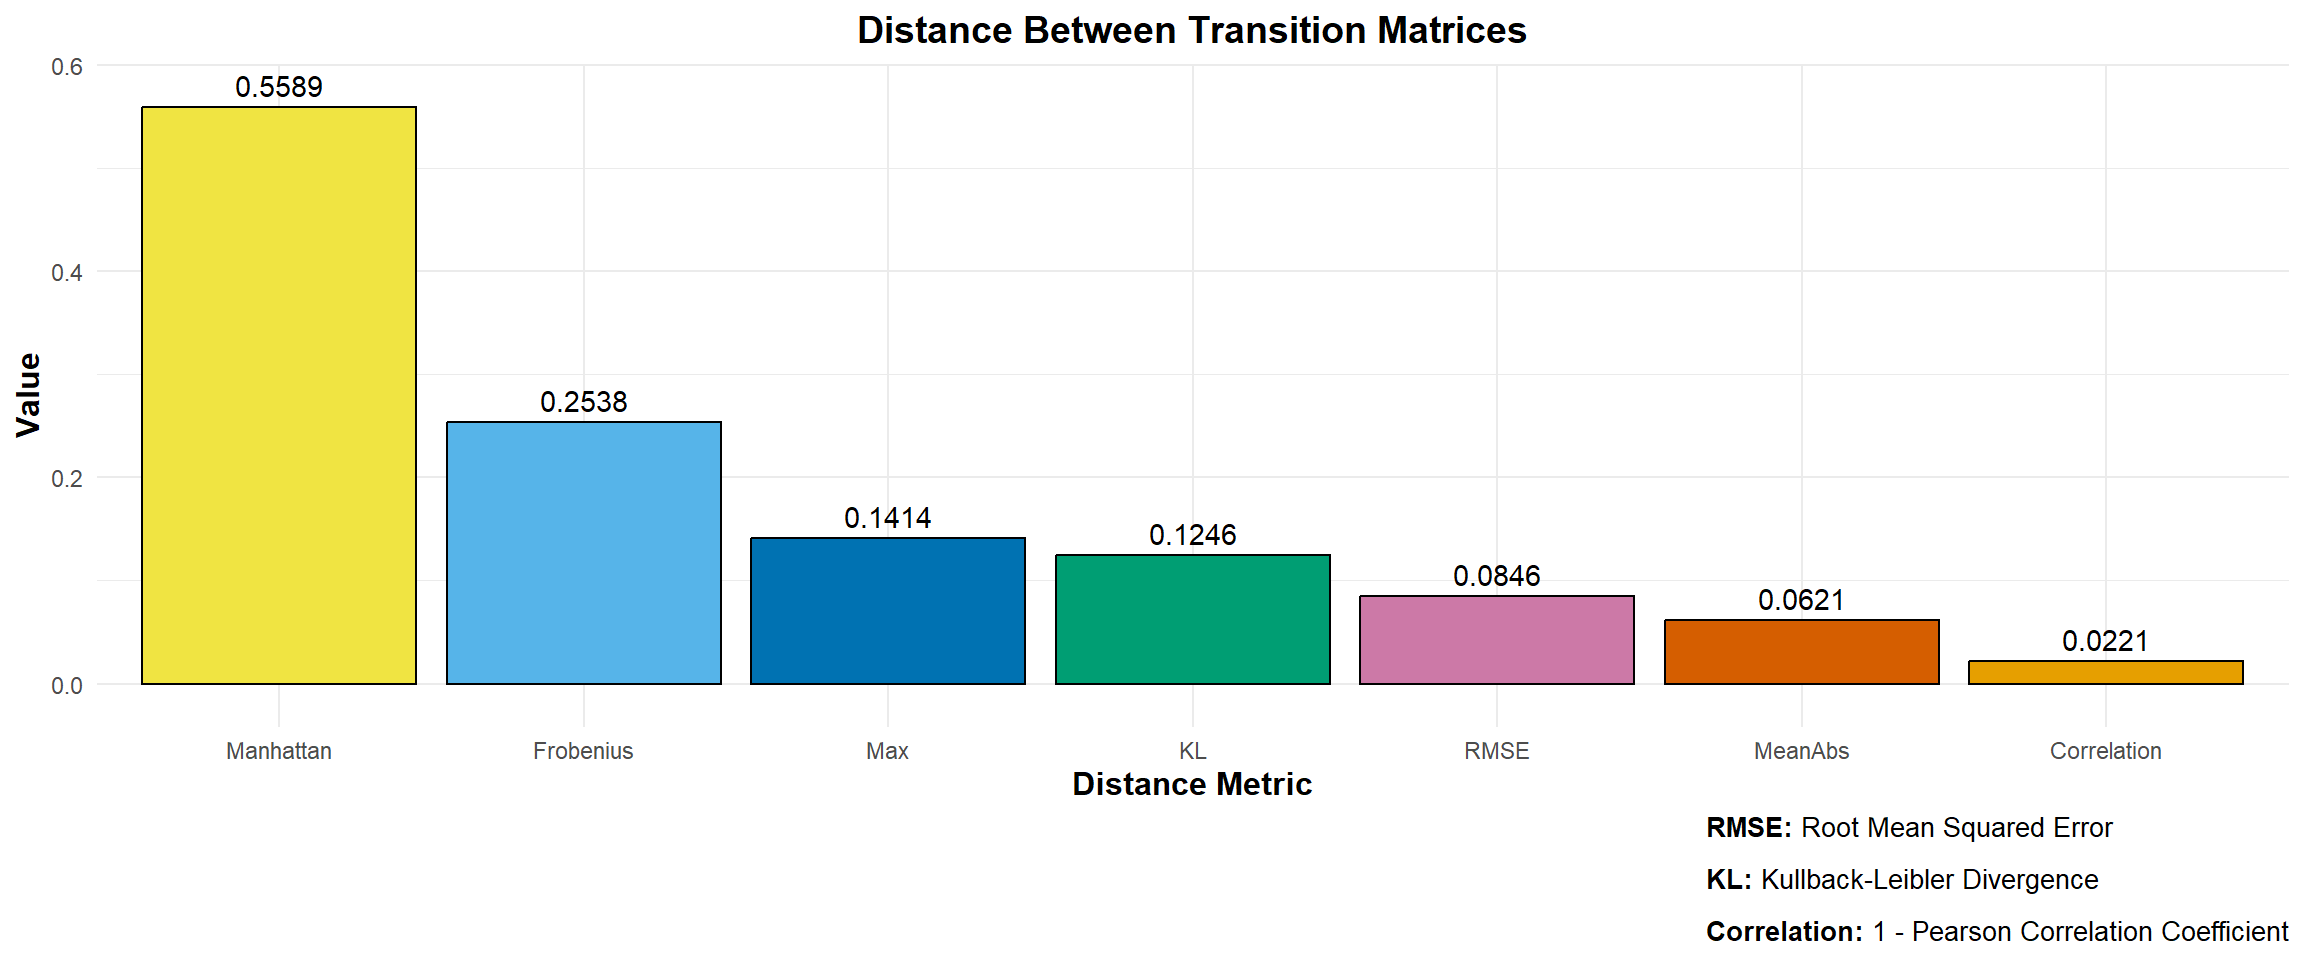 Distance Between Transition Matrices
0.6
0.4
0.2
0.0
Value
0.5589
0.2538
0.1414
0.1246
0.0846
0.0621
0.0221
Manhattan
Frobenius
Max
KL
RMSE
MeanAbs
Correlation
Distance Metric
RMSE: Root Mean Squared Error
KL: Kullback-Leibler Divergence
Correlation: 1 - Pearson Correlation Coefficient